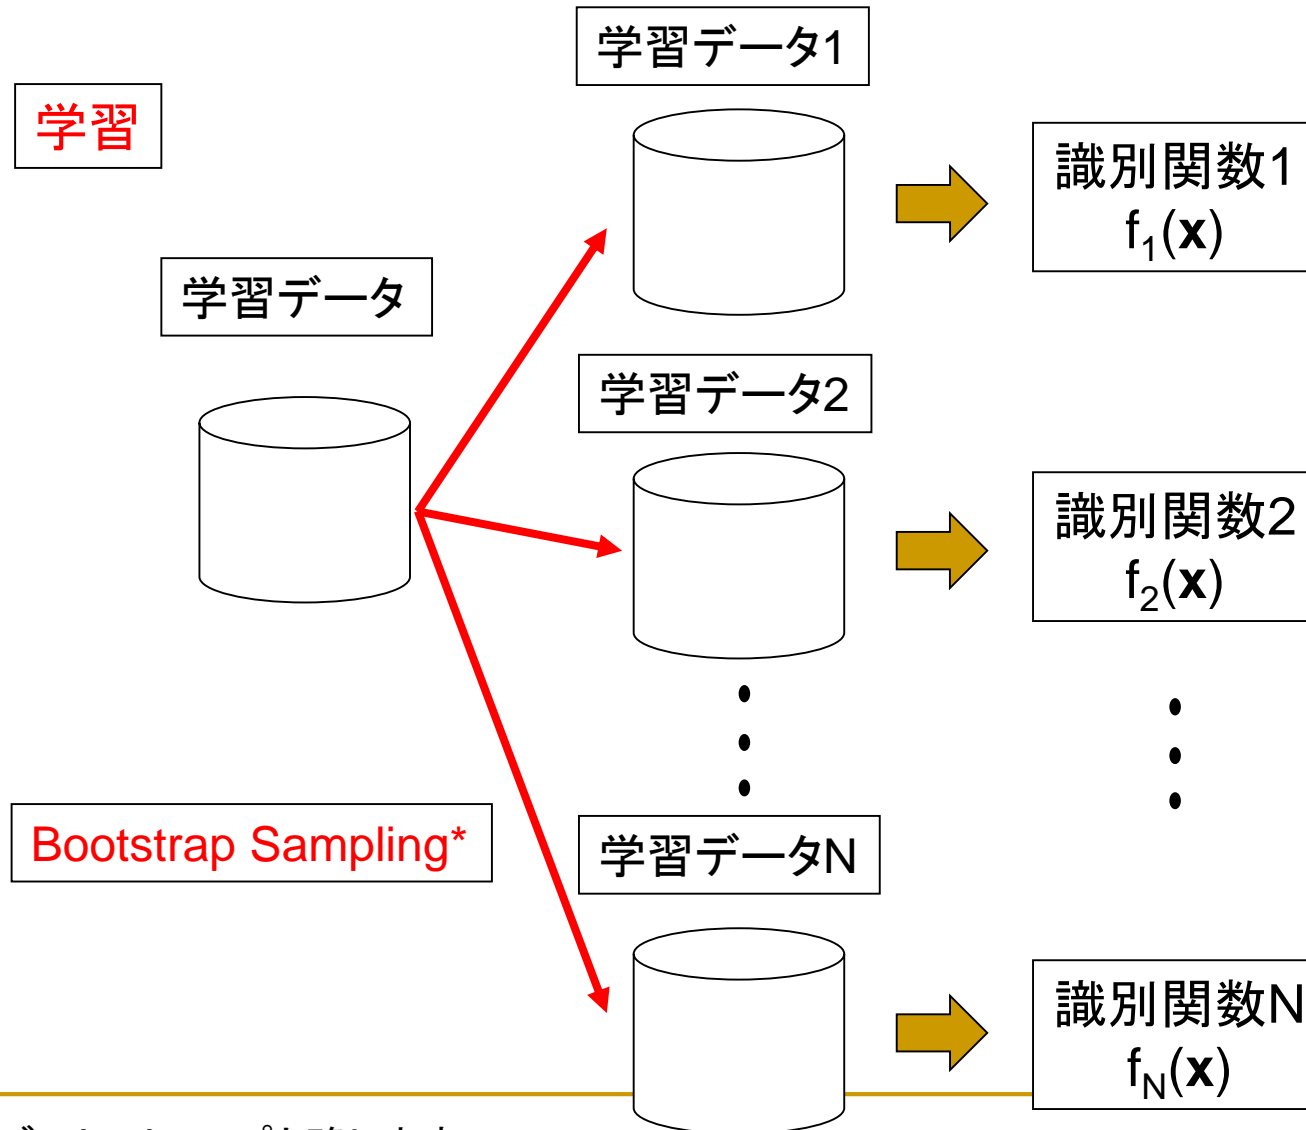 学習
学習データ
Bootstrap Sampling*
学習データ1
学習データ2
学習データN
識別関数1
f1(x)
識別関数2
f2(x)
識別関数N
fN(x)